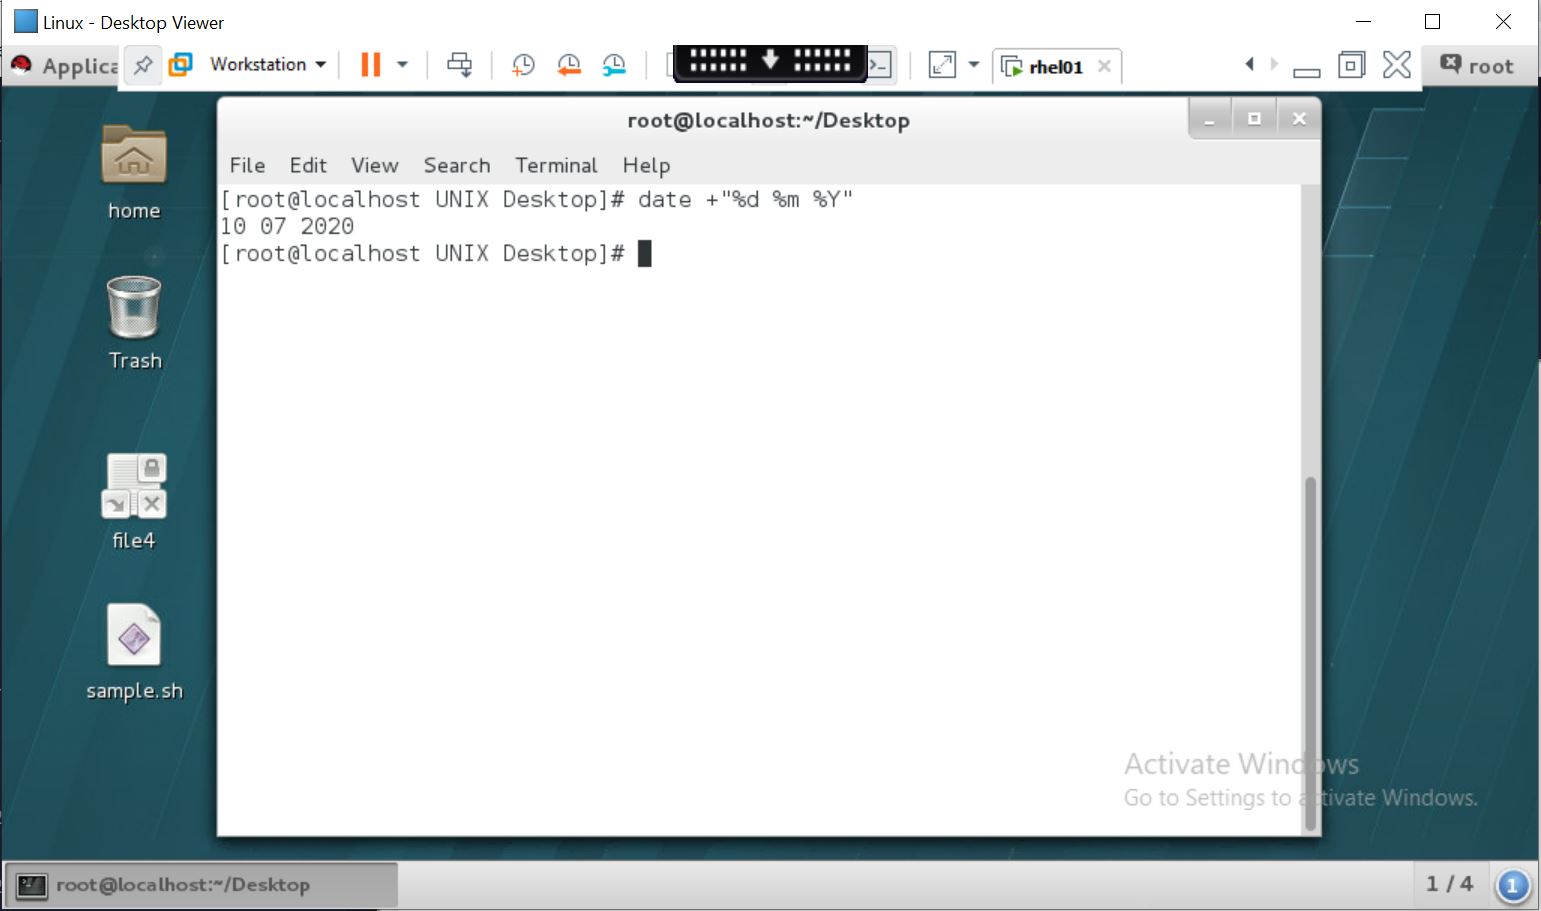 Linux - Desktop Viewer
Applica
Workstation
rhel01
root
root@localhost:~/Desktop
File Edit View Search Terminal Help
[root@localhost UNIX Desktop]# date +"%d %m %Y"
10 07 2020
[root@localhost UNIX Desktop]#
home
Trash
file4
sample.sh
Activate Windows
Go to Settings to activate Windows.
root@localhost:~/Desktop
1 / 4
1